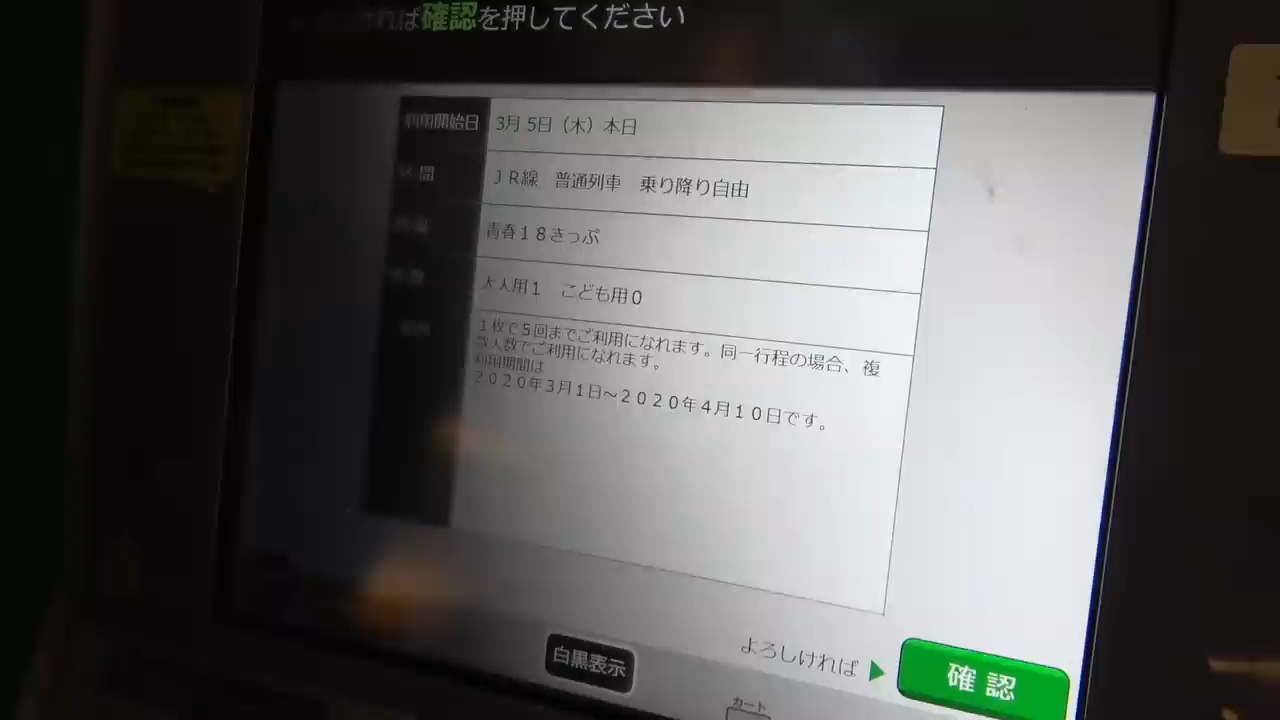 ければ確認を押してください
利用開始日 3月 5日（木）本日
区間 ＪＲ線　普通列車　乗り降り自由
青春１８きっぷ
大人用１　こども用０
１枚で５回までご利用になれます。同一行程の場合、複
数人数でご利用になれます。
利用期間は
２０２０年３月１日～２０２０年４月１０日です。
よろしければ
確認
白黒表示
カード